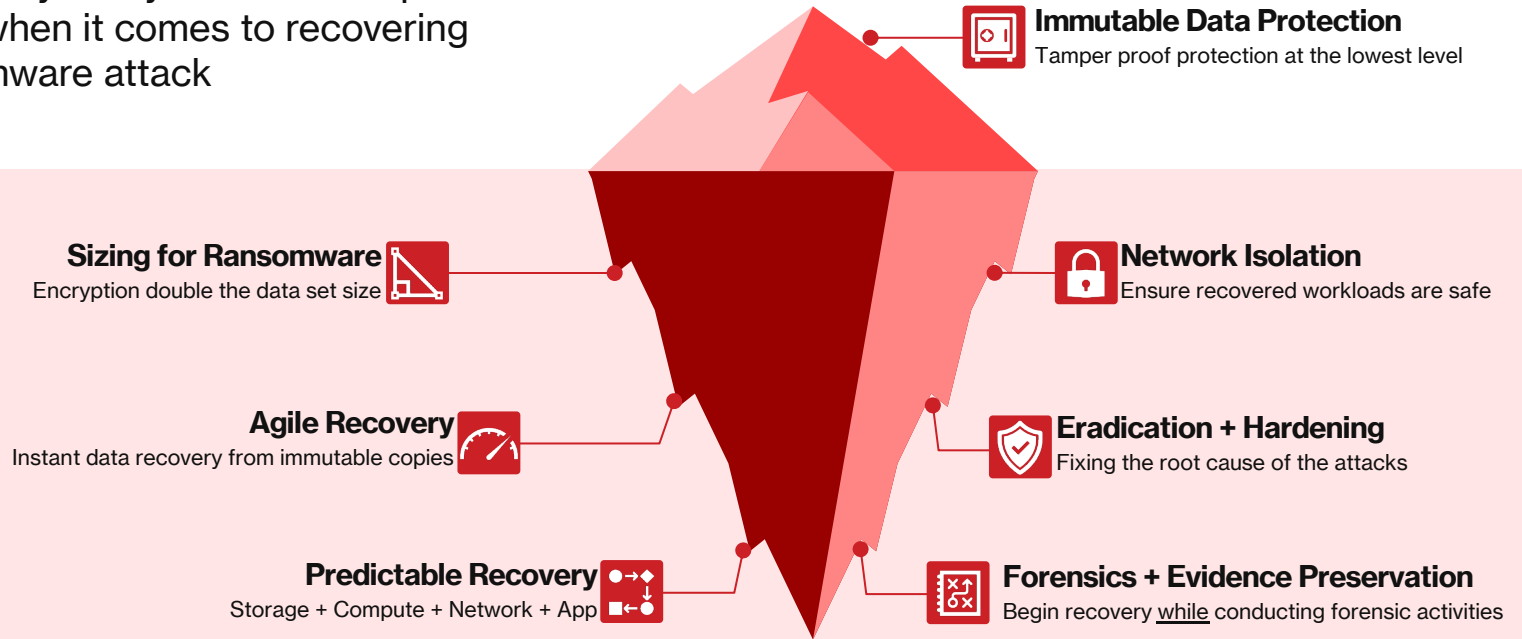 when it comes to recovering
ware attack
Immutable Data Protection
Tamper proof protection at the lowest level
Sizing for Ransomware
Encryption double the data set size
Network Isolation
Ensure recovered workloads are safe
Agile Recovery
Instant data recovery from immutable copies
Eradication + Hardening
Fixing the root cause of the attacks
Predictable Recovery
Storage + Compute + Network + App
Forensics + Evidence Preservation
Begin recovery while conducting forensic activities